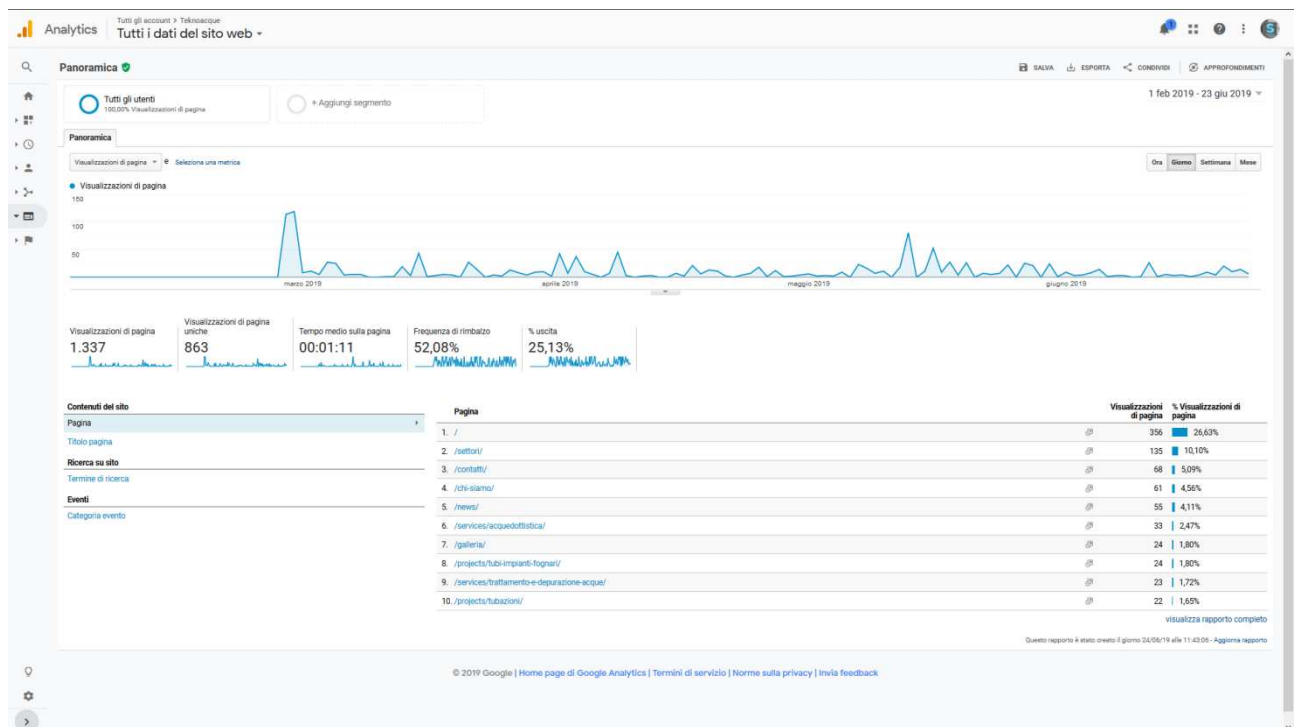 Analytics
Tutti gli account > Teknoacque
Tutti i dati del sito web
1
Panoramica
SALVA ESPORTA CONDIVIDI APPROFONDIMENTI
Tutti gli utenti
100,00% Visualizzazioni di pagina
+ Aggiungi segmento
1 feb 2019 - 23 giu 2019
Panoramica
Visualizzazioni di pagina e Seleziona una metrica
Ora Giorno Settimana Mese
Visualizzazioni di pagina
150
100
50
marzo 2019 aprile 2019 maggio 2019 giugno 2019
Visualizzazioni di pagina
1.337
Visualizzazioni di pagina uniche
863
Tempo medio sulla pagina
00:01:11
Frequenza di rimbalzo
52,08%
% uscita
25,13%
Contenuti del sito
Pagina
Titolo pagina
Ricerca su sito
Termine di ricerca
Eventi
Categoria evento
Pagina Visualizzazioni di pagina % Visualizzazioni di pagina
1. / 356 26,63%
2. /settori/ 135 10,10%
3. /contatti/ 68 5,09%
4. /chi-siamo/ 61 4,56%
5. /news/ 55 4,11%
6. /services/acquedottistica/ 33 2,47%
7. /galleria/ 24 1,80%
8. /projects/tubi-impianti-fognari/ 24 1,80%
9. /services/trattamento-e-depurazione-acque/ 23 1,72%
10. /projects/tubazioni/ 22 1,65%
visualizza rapporto completo
Questo rapporto è stato creato il giorno 24/06/19 alle 11:43:06 - Aggiorna rapporto
© 2019 Google | Home page di Google Analytics | Termini di servizio | Norme sulla privacy | Invia feedback